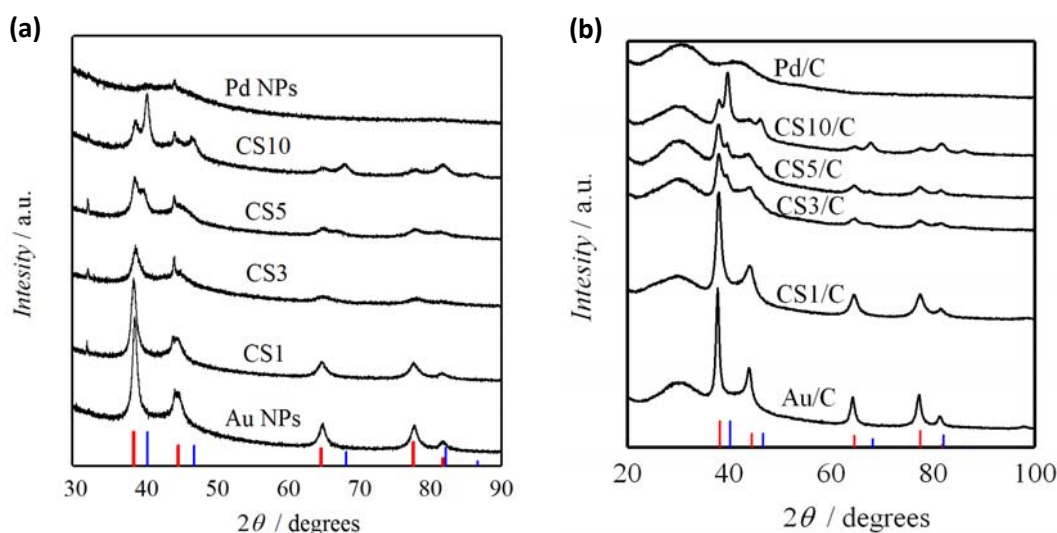 (a)
Pd NPs
CS10
CS5
CS3
CS1
Au NPs
Intesity / a.u.
30 40 50 60 70 80 90
2θ / degrees
(b)
Pd/C
CS10/C
CS5/C
CS3/C
CS1/C
Au/C
Intesity / a.u.
20 40 60 80 100
2θ / degrees